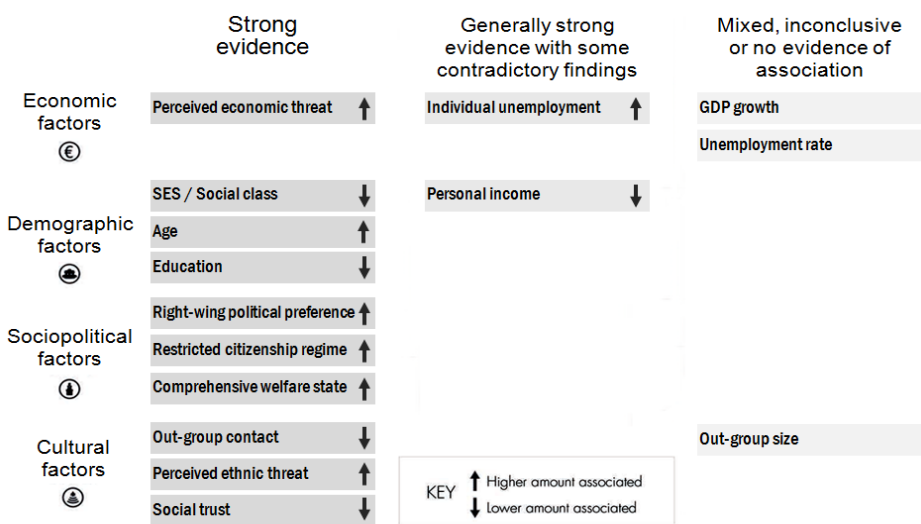 Strong
evidence
Generally strong
evidence with some
contradictory findings
Mixed, inconclusive
or no evidence of
association
Economic
factors
€
Perceived economic threat ↑
Individual unemployment ↑
GDP growth
Unemployment rate
Demographic
factors
SES / Social class ↓
Personal income ↓
Age ↑
Education ↓
Sociopolitical
factors
Right-wing political preference ↑
Restricted citizenship regime ↑
Comprehensive welfare state ↑
Cultural
factors
Out-group contact ↓
Out-group size
Perceived ethnic threat ↑
Social trust ↓
KEY
↑ Higher amount associated
↓ Lower amount associated